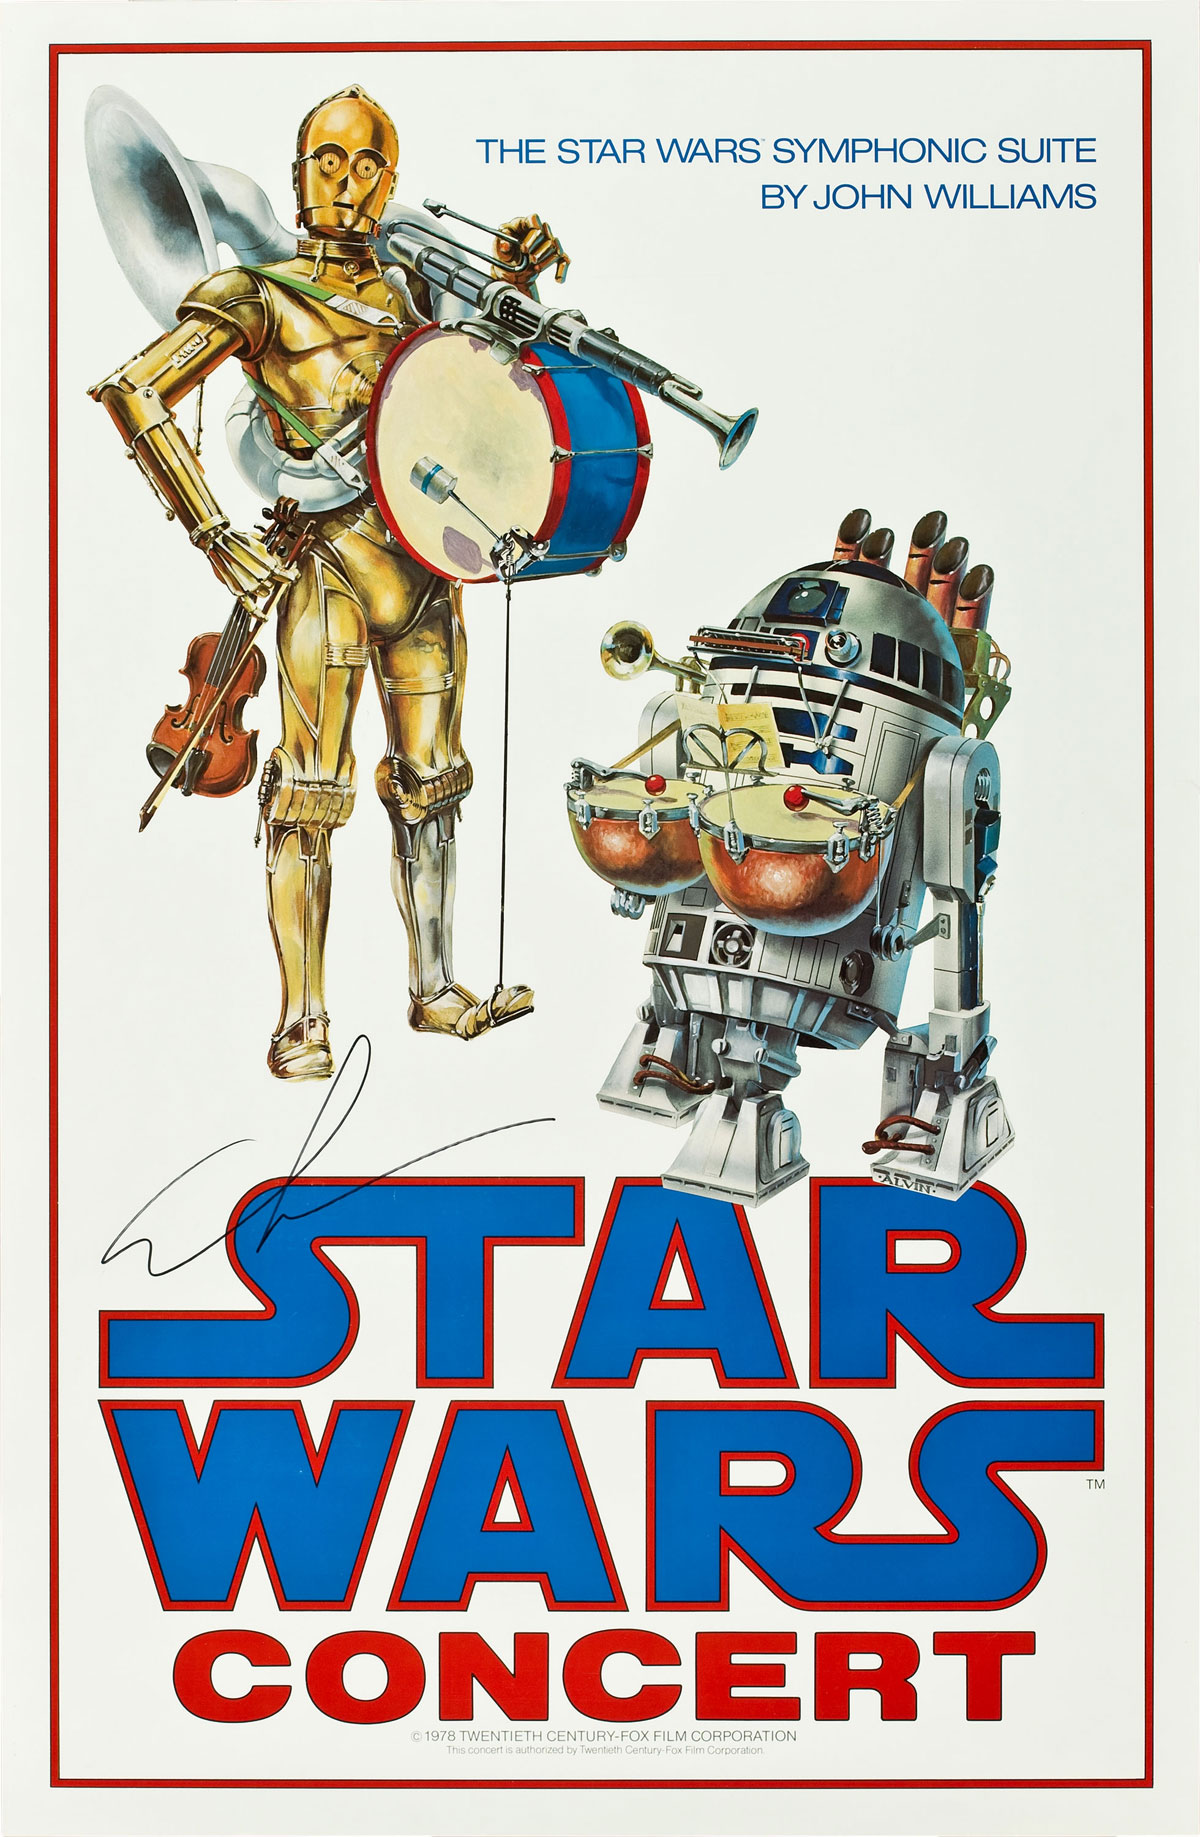 THE STAR WARS™ SYMPHONIC SUITE
BY JOHN WILLIAMS
·ALVIN·
STAR
WARS
TM
CONCERT
© 1978 TWENTIETH CENTURY-FOX FILM CORPORATION
This concert is authorized by Twentieth Century-Fox Film Corporation.